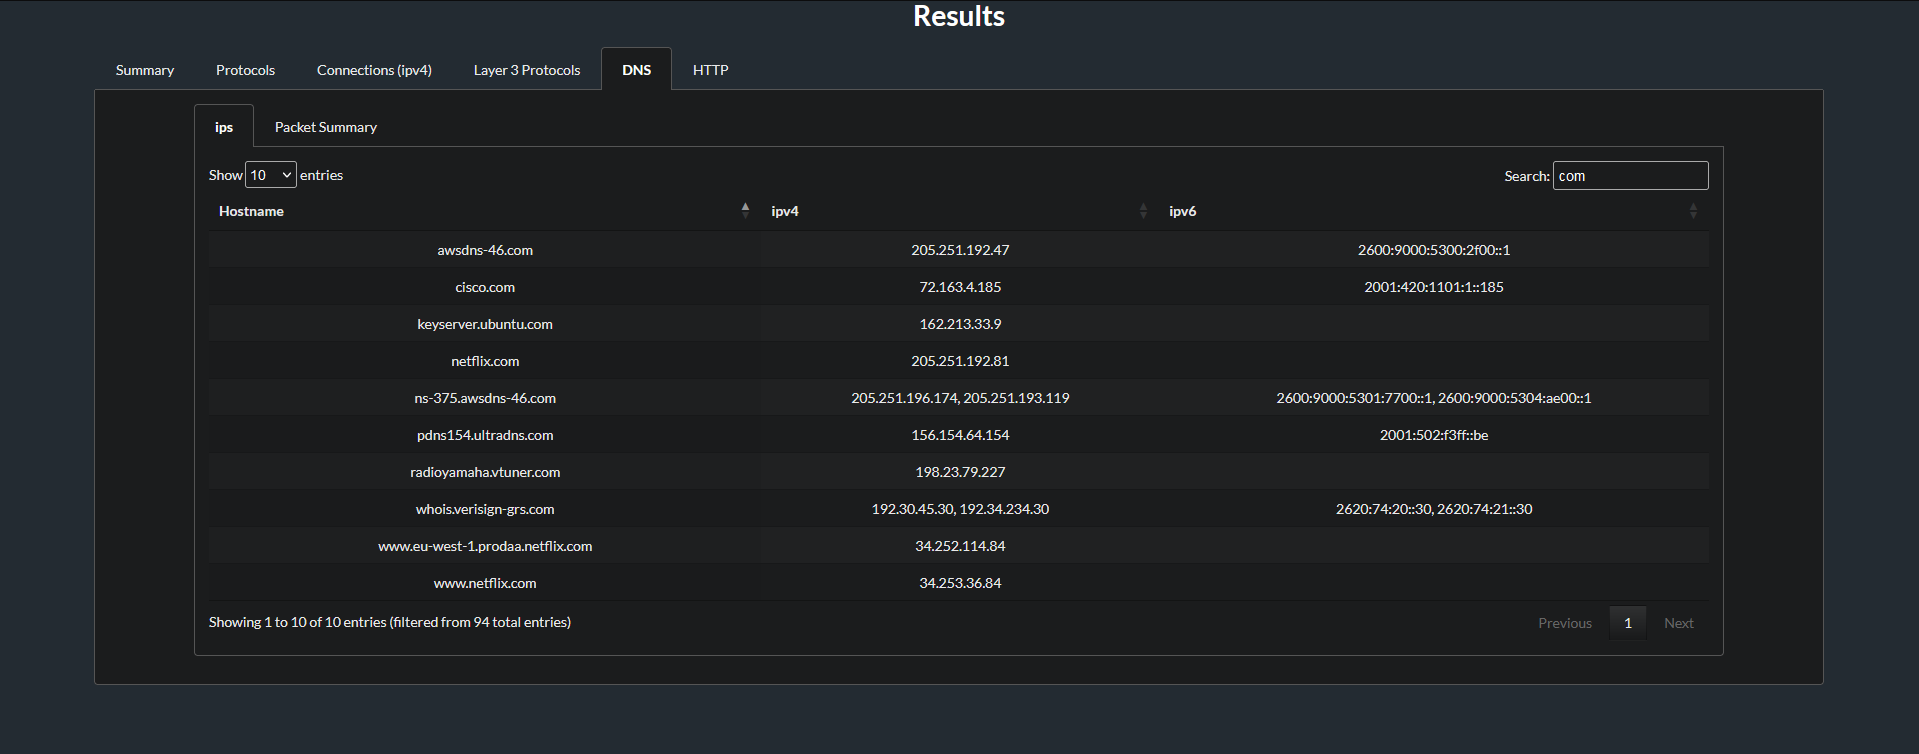 Results
Summary Protocols Connections (ipv4) Layer 3 Protocols DNS HTTP
ips Packet Summary
Show 10 entries Search: com
Hostname ipv4 ipv6
awsdns-46.com 205.251.192.47 2600:9000:5300:2f00::1
cisco.com 72.163.4.185 2001:420:1101:1::185
keyserver.ubuntu.com 162.213.33.9
netflix.com 205.251.192.81
ns-375.awsdns-46.com 205.251.196.174, 205.251.193.119 2600:9000:5301:7700::1, 2600:9000:5304:ae00::1
pdns154.ultradns.com 156.154.64.154 2001:502:f3ff::be
radioyamaha.vtuner.com 198.23.79.227
whois.verisign-grs.com 192.30.45.30, 192.34.234.30 2620:74:20::30, 2620:74:21::30
www.eu-west-1.prodaa.netflix.com 34.252.114.84
www.netflix.com 34.253.36.84
Showing 1 to 10 of 10 entries (filtered from 94 total entries) Previous 1 Next